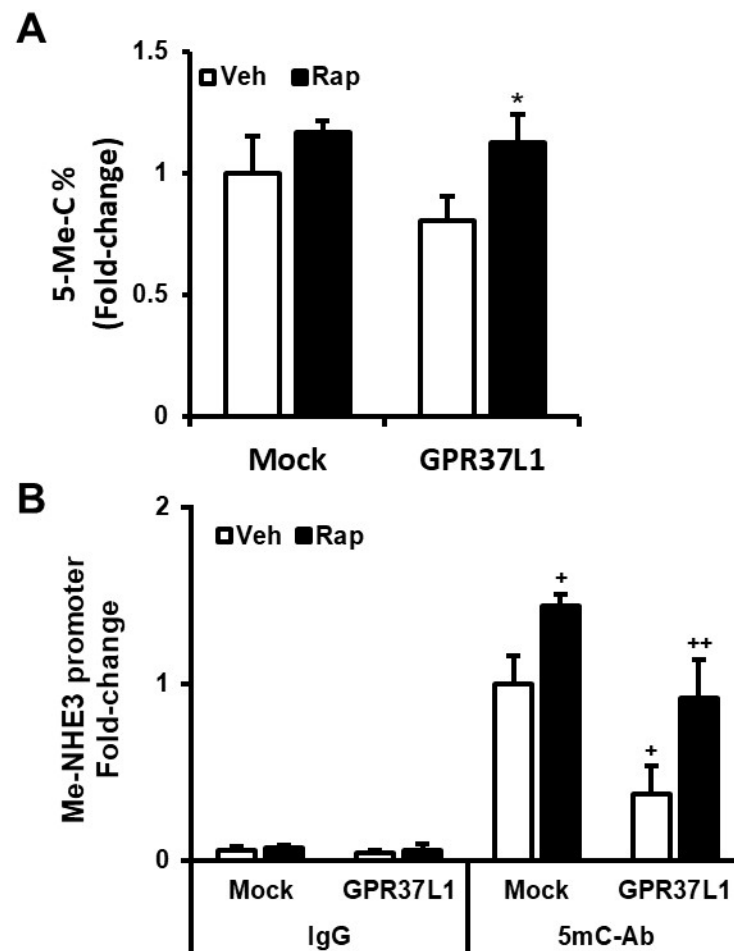 A
1.5
Veh Rap
*
1
5-Me-C%
(Fold-change)
0.5
0
Mock GPR37L1
B
2
Veh Rap
+
++
Me-NHE3 promoter
Fold-change
1
+
0
Mock GPR37L1 Mock GPR37L1
IgG 5mC-Ab